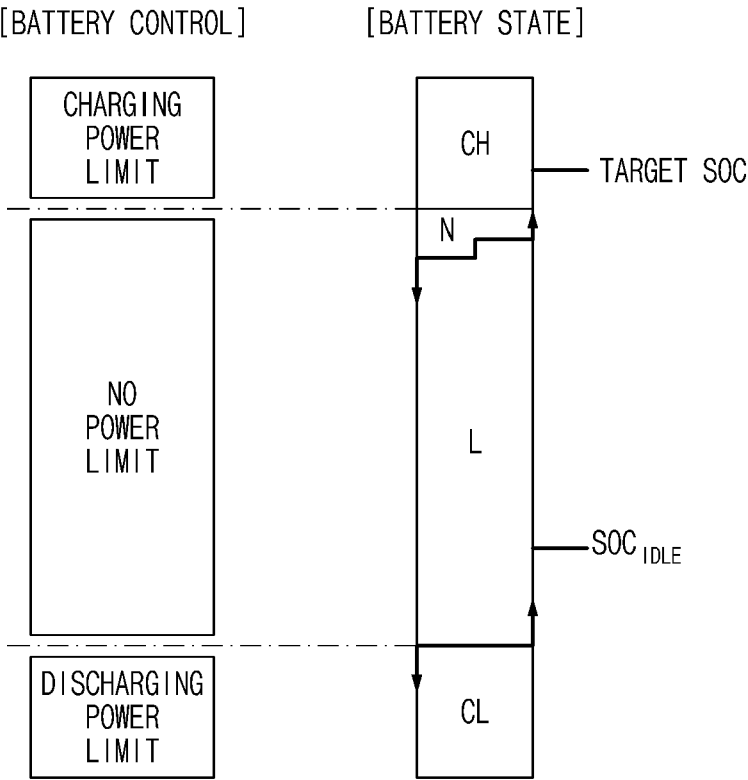 [BATTERY CONTROL]
[BATTERY STATE]
CHARGING
POWER
LIMIT
CH
TARGET SOC
N
NO
POWER
LIMIT
L
SOC IDLE
DISCHARGING
POWER
LIMIT
CL